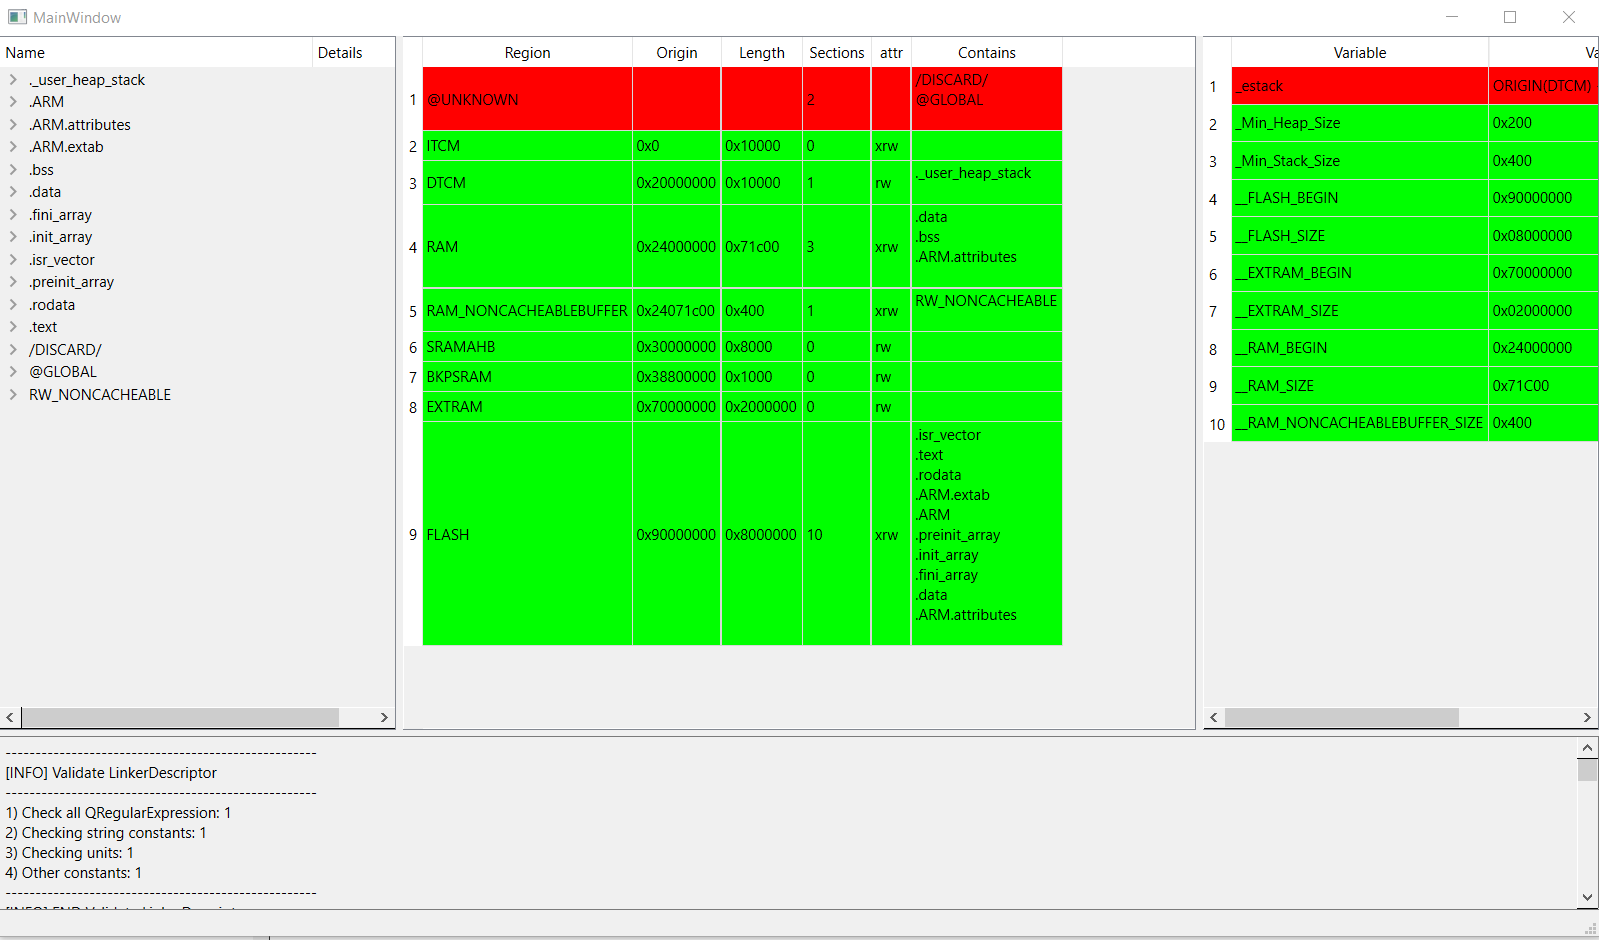 MainWindow
Name Details
._user_heap_stack
.ARM
.ARM.attributes
.ARM.extab
.bss
.data
.fini_array
.init_array
.isr_vector
.preinit_array
.rodata
.text
/DISCARD/
@GLOBAL
RW_NONCACHEABLE
Region Origin Length Sections attr Contains
1 @UNKNOWN 2 /DISCARD/
@GLOBAL
2 ITCM 0x0 0x10000 0 xrw
3 DTCM 0x20000000 0x10000 1 rw ._user_heap_stack
4 RAM 0x24000000 0x71c00 3 xrw .data
.bss
.ARM.attributes
5 RAM_NONCACHEABLEBUFFER 0x24071c00 0x400 1 xrw RW_NONCACHEABLE
6 SRAMAHB 0x30000000 0x8000 0 rw
7 BKPSRAM 0x38800000 0x1000 0 rw
8 EXTRAM 0x70000000 0x2000000 0 rw
9 FLASH 0x90000000 0x8000000 10 xrw .isr_vector
.text
.rodata
.ARM.extab
.ARM
.preinit_array
.init_array
.fini_array
.data
.ARM.attributes
Variable Va
1 _estack ORIGIN(DTCM)
2 _Min_Heap_Size 0x200
3 _Min_Stack_Size 0x400
4 __FLASH_BEGIN 0x90000000
5 __FLASH_SIZE 0x08000000
6 __EXTRAM_BEGIN 0x70000000
7 __EXTRAM_SIZE 0x02000000
8 __RAM_BEGIN 0x24000000
9 __RAM_SIZE 0x71C00
10 __RAM_NONCACHEABLEBUFFER_SIZE 0x400
--------------------------------------------------
[INFO] Validate LinkerDescriptor
--------------------------------------------------
1) Check all QRegularExpression: 1
2) Checking string constants: 1
3) Checking units: 1
4) Other constants: 1
--------------------------------------------------